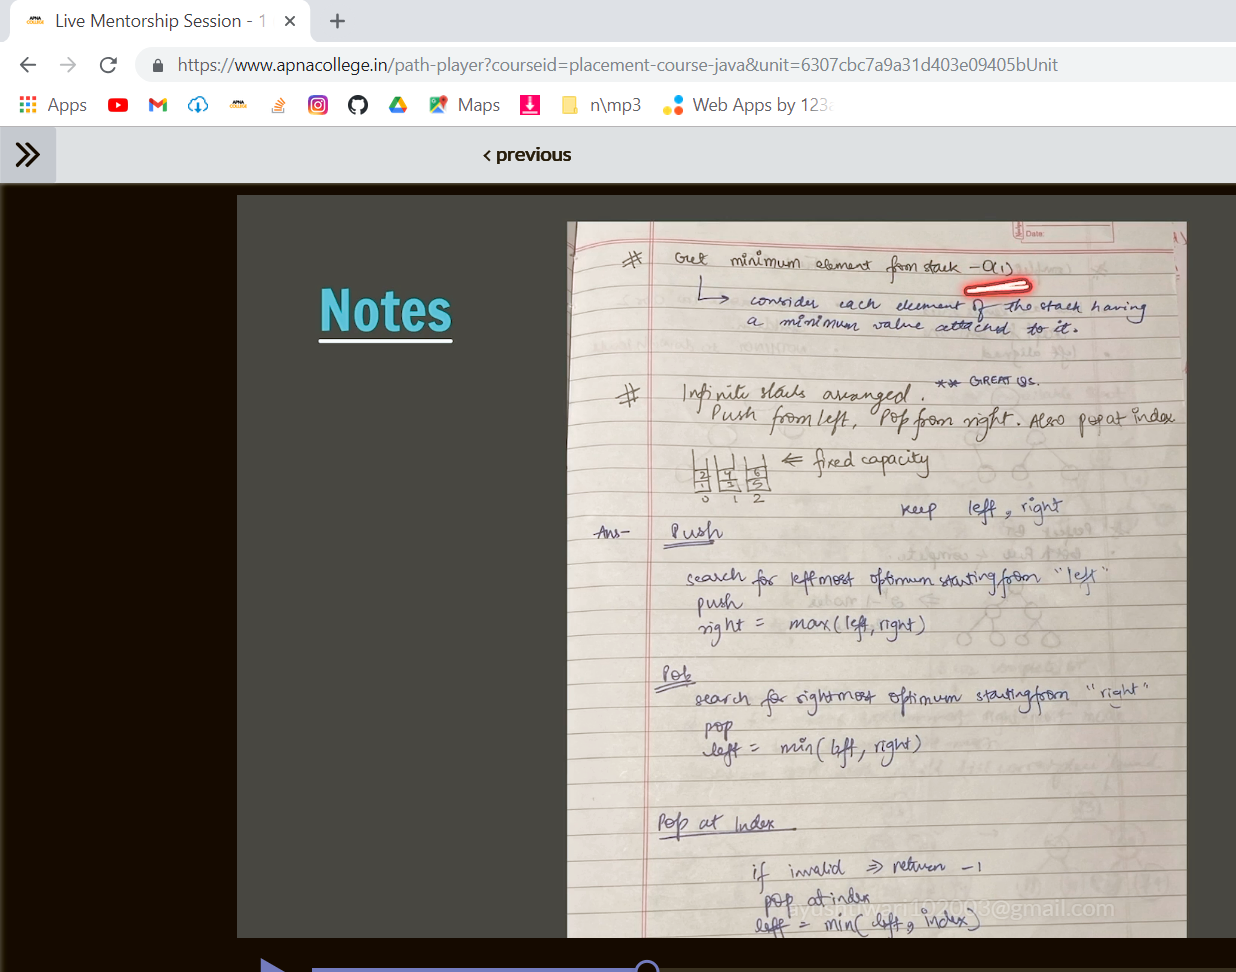 Live Mentorship Session - 1
https://www.apnacollege.in/path-player?courseid=placement-course-java&unit=6307cbc7a9a31d403e09405bUnit
Apps
Maps
n\mp3
Web Apps by 123
< previous
Notes
Date:
# Get minimum element from stack - O(1)
consider each element of the stack having
a minimum value attached to it.
# Infinite stacks arranged. ** GREAT QS.
Push from left, Pop from right. Also pop at index
2 4 6 ← fixed capacity
1 3 5
0 1 2
keep left, right
Ans- Push
search for leftmost optimum starting from "left"
push
right = max(left, right)
Pop
search for rightmost optimum starting from "right"
pop
left = min(left, right)
Pop at Index
if invalid ⇒ return -1
pop at index
@gmail.com
left = min(left, index)